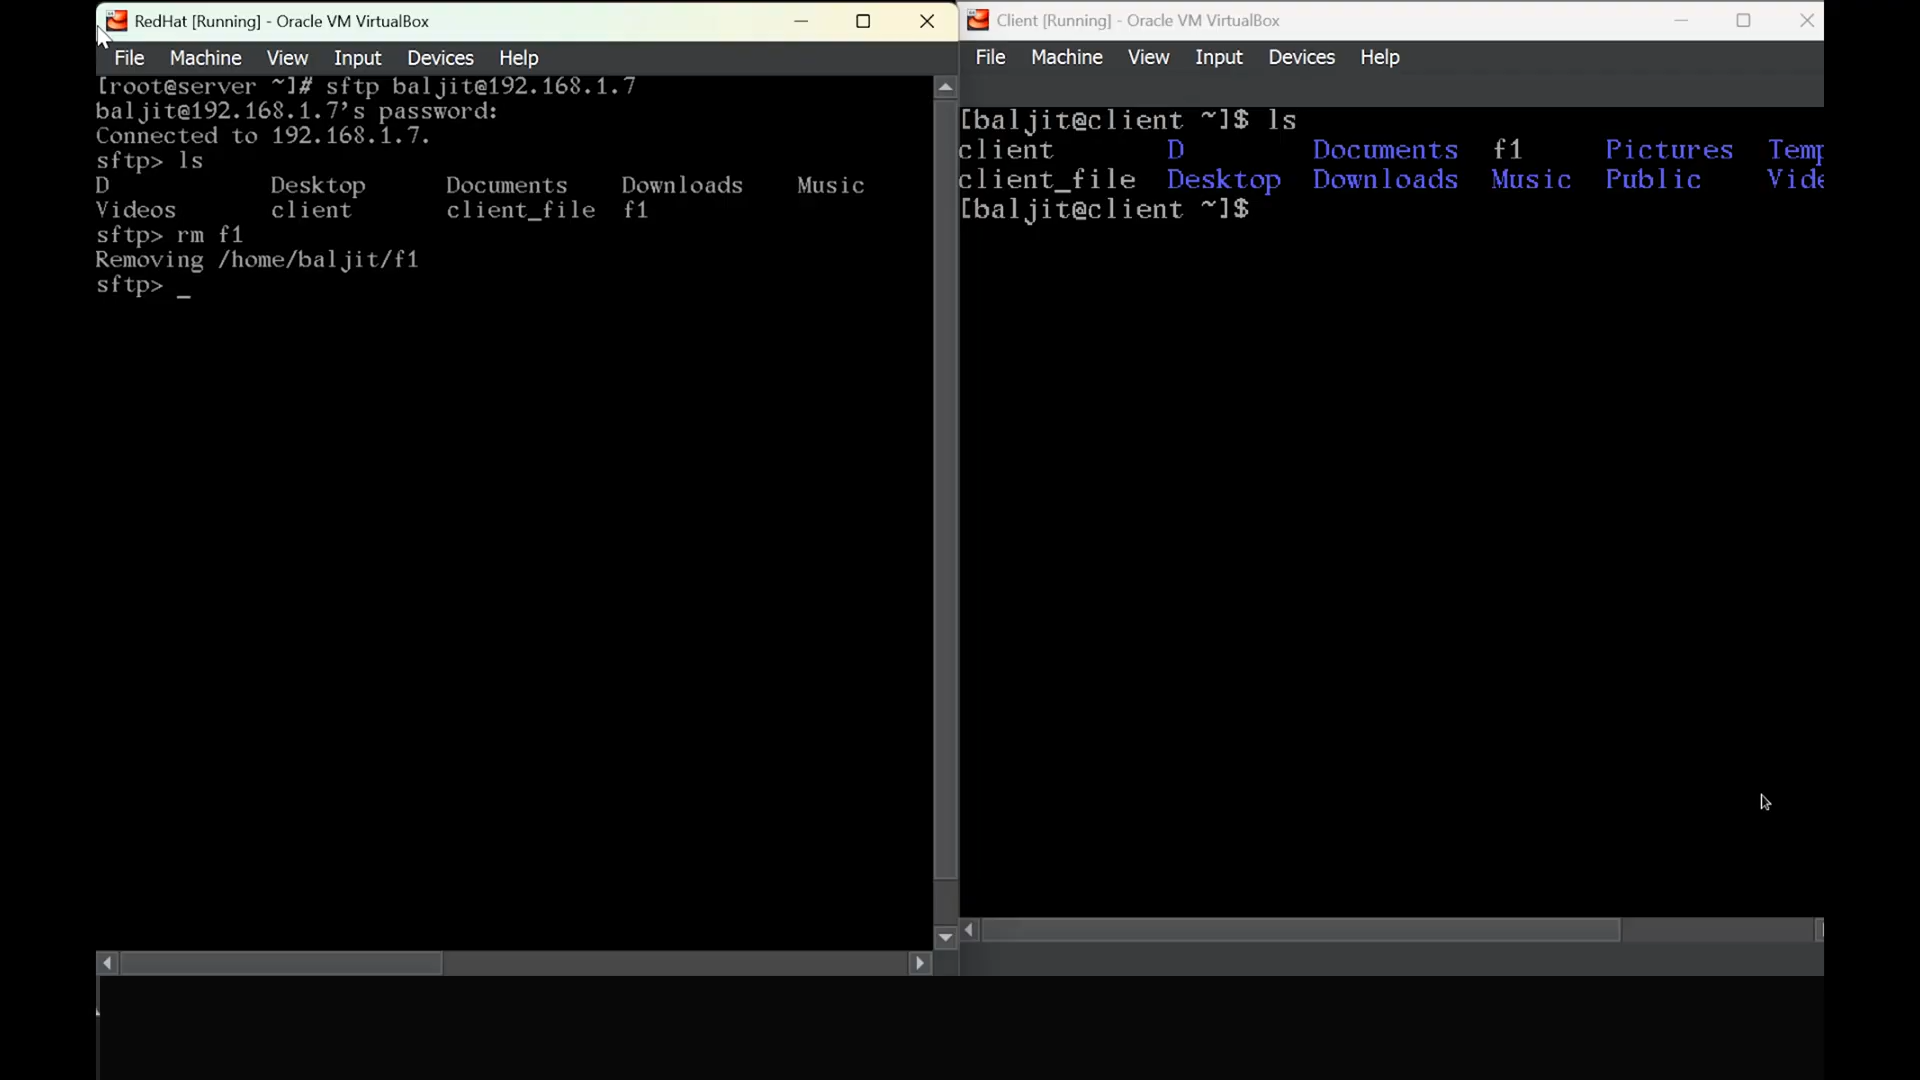 RedHat [Running] - Oracle VM VirtualBox
File Machine View Input Devices Help
[root@server ~]# sftp baljit@192.168.1.7
baljit@192.168.1.7's password:
Connected to 192.168.1.7.
sftp> ls
D Desktop Documents Downloads Music
Videos client client_file f1
sftp> rm f1
Removing /home/baljit/f1
sftp> _
Client [Running] - Oracle VM VirtualBox
File Machine View Input Devices Help
[baljit@client ~]$ ls
client D Documents f1 Pictures Temp
client_file Desktop Downloads Music Public Vide
[baljit@client ~]$